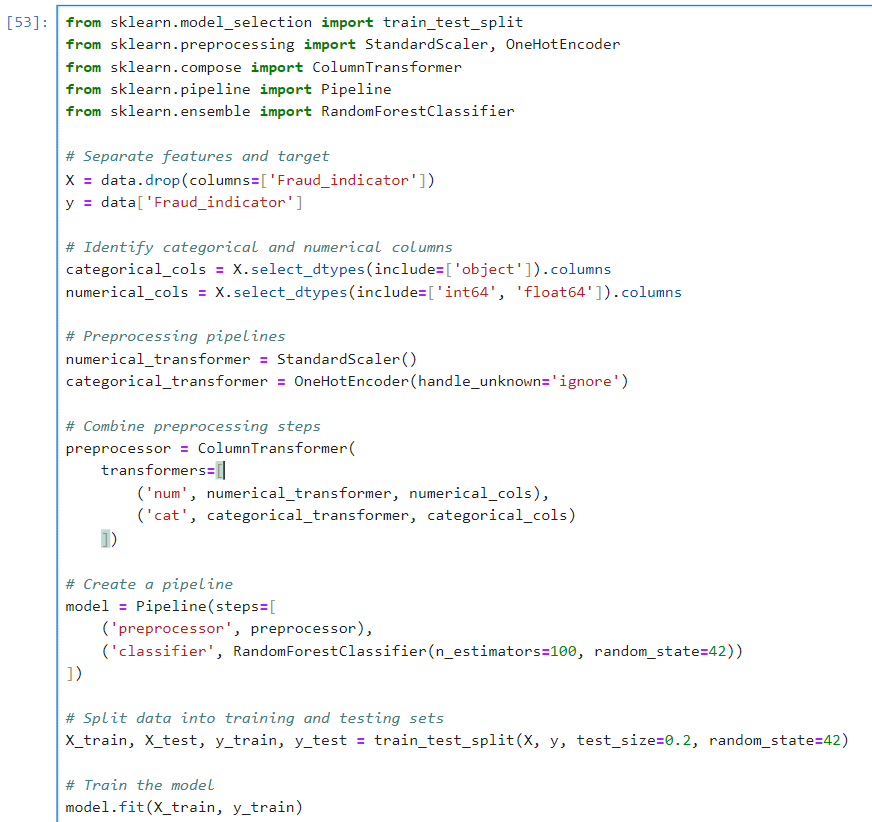 [53]: from sklearn.model_selection import train_test_split
from sklearn.preprocessing import StandardScaler, OneHotEncoder
from sklearn.compose import ColumnTransformer
from sklearn.pipeline import Pipeline
from sklearn.ensemble import RandomForestClassifier

# Separate features and target
X = data.drop(columns=['Fraud_indicator'])
y = data['Fraud_indicator']

# Identify categorical and numerical columns
categorical_cols = X.select_dtypes(include=['object']).columns
numerical_cols = X.select_dtypes(include=['int64', 'float64']).columns

# Preprocessing pipelines
numerical_transformer = StandardScaler()
categorical_transformer = OneHotEncoder(handle_unknown='ignore')

# Combine preprocessing steps
preprocessor = ColumnTransformer(
    transformers=[
        ('num', numerical_transformer, numerical_cols),
        ('cat', categorical_transformer, categorical_cols)
    ])

# Create a pipeline
model = Pipeline(steps=[
    ('preprocessor', preprocessor),
    ('classifier', RandomForestClassifier(n_estimators=100, random_state=42))
])

# Split data into training and testing sets
X_train, X_test, y_train, y_test = train_test_split(X, y, test_size=0.2, random_state=42)

# Train the model
model.fit(X_train, y_train)